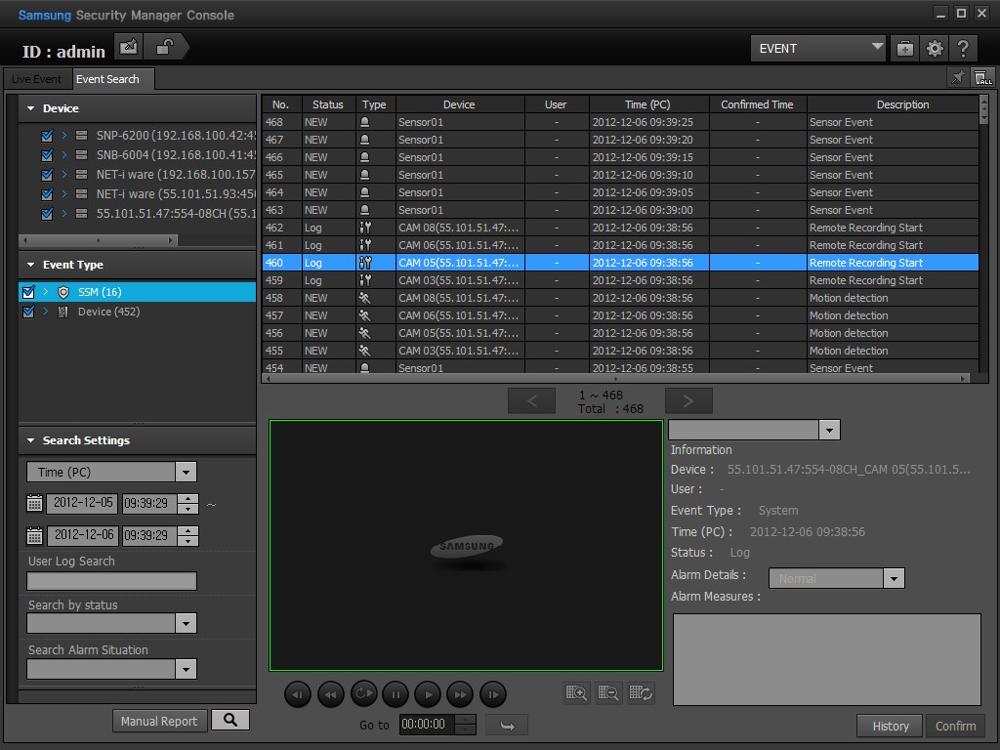 Samsung Security Manager Console
ID : admin
EVENT
Live Event
Event Search
ALL
Device
SNP-6200 (192.168.100.42:45
SNB-6004 (192.168.100.41:45
NET-i ware (192.168.100.157
NET-i ware (55.101.51.93:456
55.101.51.47:554-08CH (55.10
Event Type
SSM (16)
Device (452)
Search Settings
Time (PC)
2012-12-05 09:39:29 ~
2012-12-06 09:39:29
User Log Search
Search by status
Search Alarm Situation
Manual Report
No. Status Type Device User Time (PC) Confirmed Time Description
468 NEW Sensor01 - 2012-12-06 09:39:25 - Sensor Event
467 NEW Sensor01 - 2012-12-06 09:39:20 - Sensor Event
466 NEW Sensor01 - 2012-12-06 09:39:15 - Sensor Event
465 NEW Sensor01 - 2012-12-06 09:39:10 - Sensor Event
464 NEW Sensor01 - 2012-12-06 09:39:05 - Sensor Event
463 NEW Sensor01 - 2012-12-06 09:39:00 - Sensor Event
462 Log CAM 08(55.101.51.47:... - 2012-12-06 09:38:56 - Remote Recording Start
461 Log CAM 06(55.101.51.47:... - 2012-12-06 09:38:56 - Remote Recording Start
460 Log CAM 05(55.101.51.47:... - 2012-12-06 09:38:56 - Remote Recording Start
459 Log CAM 03(55.101.51.47:... - 2012-12-06 09:38:56 - Remote Recording Start
458 NEW CAM 08(55.101.51.47:... - 2012-12-06 09:38:56 - Motion detection
457 NEW CAM 06(55.101.51.47:... - 2012-12-06 09:38:56 - Motion detection
456 NEW CAM 05(55.101.51.47:... - 2012-12-06 09:38:56 - Motion detection
455 NEW CAM 03(55.101.51.47:... - 2012-12-06 09:38:56 - Motion detection
454 NEW Sensor01 - 2012-12-06 09:38:55 - Sensor Event
< 1 ~ 468 >
Total : 468
SAMSUNG
Go to 00:00:00
Information
Device : 55.101.51.47:554-08CH_CAM 05(55.101.5...
User : -
Event Type : System
Time (PC) : 2012-12-06 09:38:56
Status : Log
Alarm Details : Normal
Alarm Measures :
History
Confirm